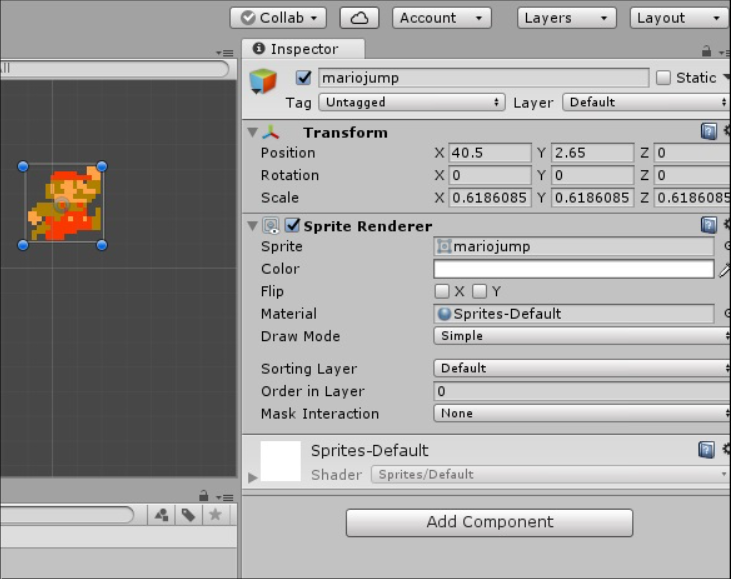 Collab Account Layers Layout
Inspector
all
mariojump Static
Tag Untagged Layer Default
Transform
Position X 40.5 Y 2.65 Z 0
Rotation X 0 Y 0 Z 0
Scale X 0.6186085 Y 0.6186085 Z 0.6186085
Sprite Renderer
Sprite mariojump
Color
Flip X Y
Material Sprites-Default
Draw Mode Simple
Sorting Layer Default
Order in Layer 0
Mask Interaction None
Sprites-Default
Shader Sprites/Default
Add Component